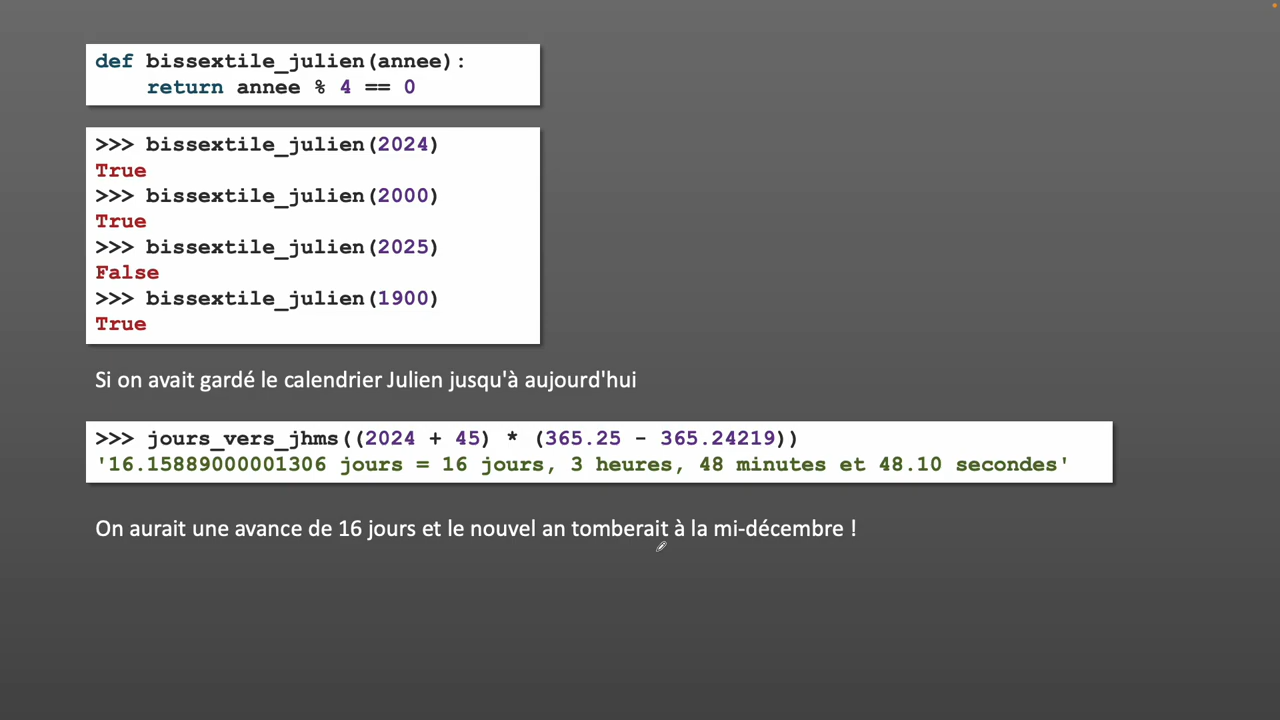 def bissextile_julien(annee):
    return annee % 4 == 0
>>> bissextile_julien(2024)
True
>>> bissextile_julien(2000)
True
>>> bissextile_julien(2025)
False
>>> bissextile_julien(1900)
True
Si on avait gardé le calendrier Julien jusqu'à aujourd'hui
>>> jours_vers_jhms((2024 + 45) * (365.25 - 365.24219))
'16.15889000001306 jours = 16 jours, 3 heures, 48 minutes et 48.10 secondes'
On aurait une avance de 16 jours et le nouvel an tomberait à la mi-décembre !